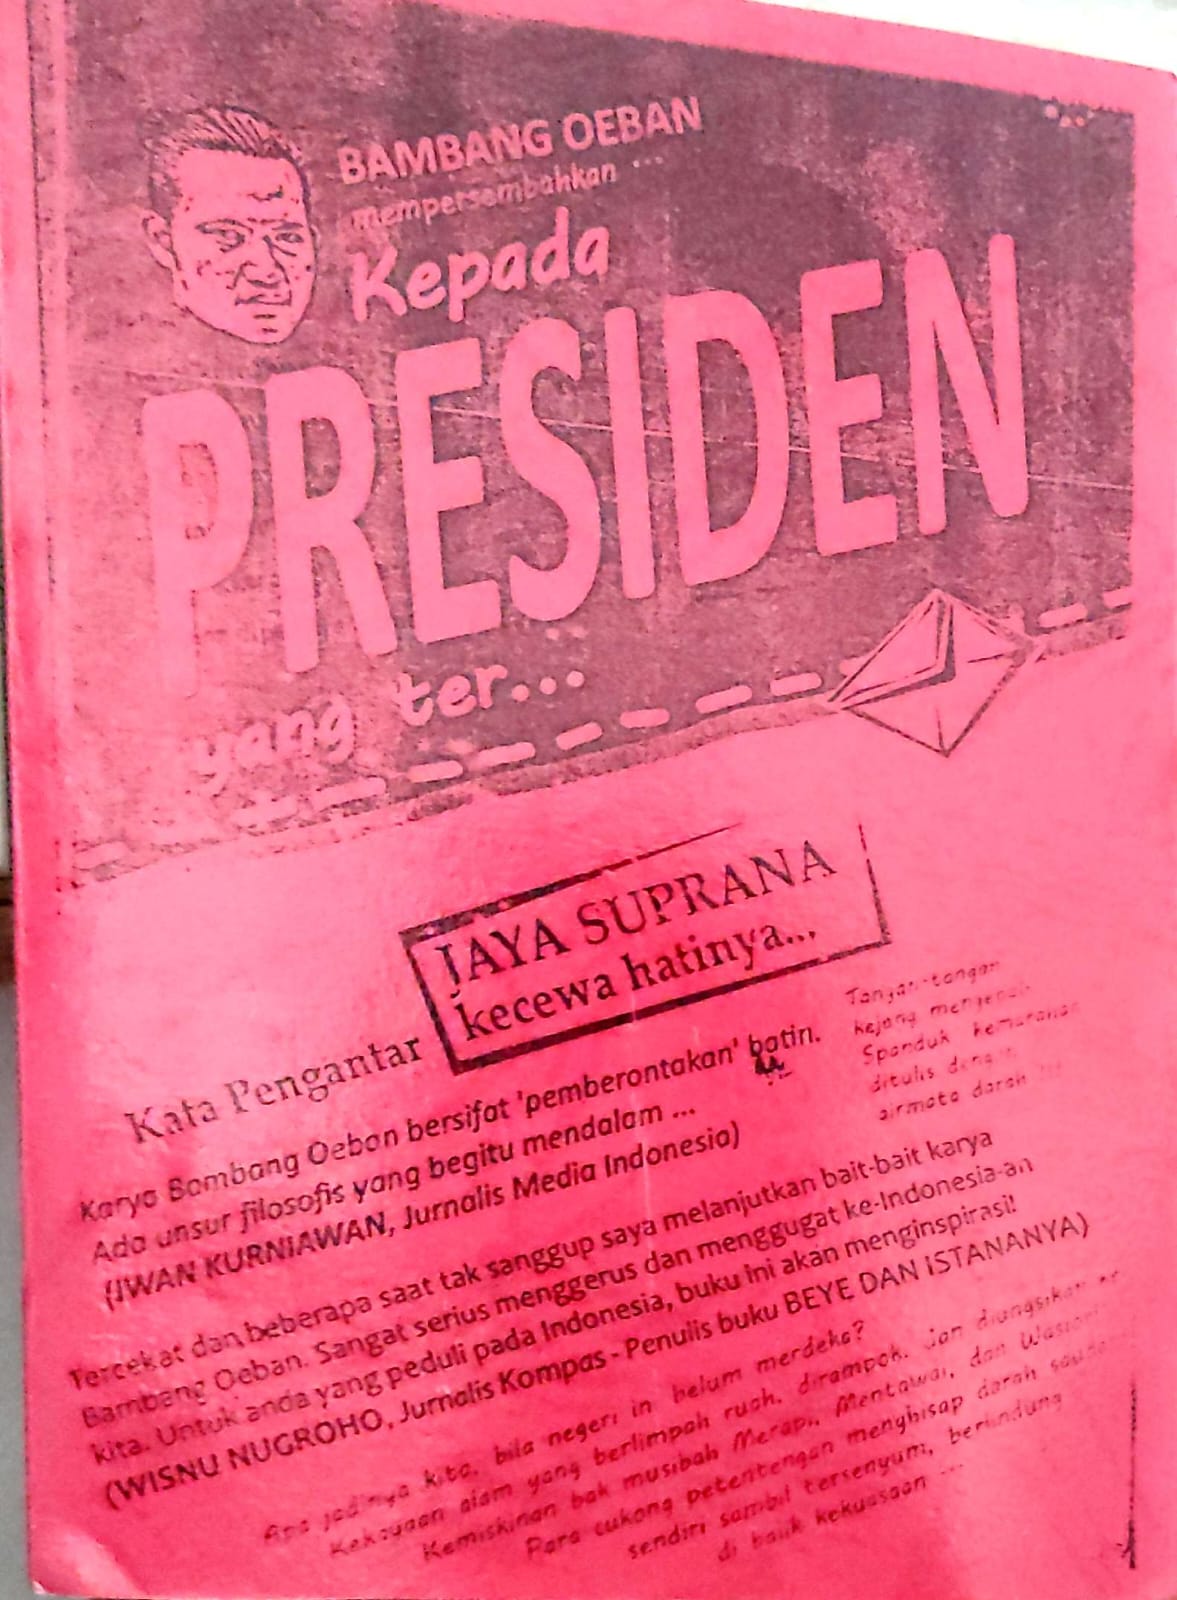 BAMBANG OEBAN
mempersembahkan ...
Kepada
PRESIDEN
yang ter...
Kata Pengantar
JAYA SUPRANA
kecewa hatinya...
Tangan-tangan
kejang mengepal
Spanduk kemarahan
ditulis dengan
airmata darah !!!
Karya Bambang Oeban bersifat 'pemberontakan' batin.
Ada unsur filosofis yang begitu mendalam ...
(IWAN KURNIAWAN, Jurnalis Media Indonesia)
Tercekat dan beberapa saat tak sanggup saya melanjutkan bait-bait karya
Bambang Oeban. Sangat serius menggerus dan menggugat ke-Indonesia-an
kita. Untuk anda yang peduli pada Indonesia, buku ini akan menginspirasi!
(WISNU NUGROHO, Jurnalis Kompas - Penulis buku BEYE DAN ISTANANYA)
Apa jadinya kita, bila negeri in belum merdeka?
Kekayaan alam yang berlimpah ruah, dirampok, dan diungsikan
Kemiskinan bak musibah Merapi, Mentawai, dan Wasior
Para cukong petentengan menghisap darah
sendiri sambil tersenyum, berlindung
di balik kekuasaan ...